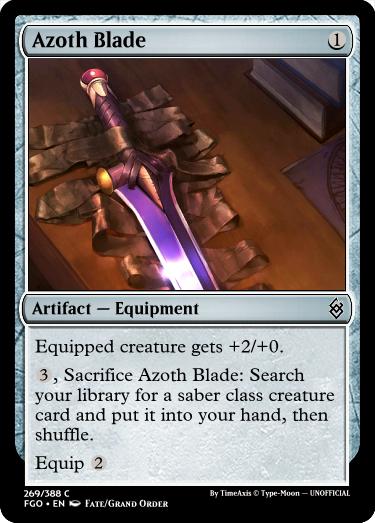 Azoth Blade 1
Artifact — Equipment
Equipped creature gets +2/+0.
3, Sacrifice Azoth Blade: Search
your library for a saber class creature
card and put it into your hand, then
shuffle.
Equip 2
269/388 C
FGO • EN Fate/Grand Order
By TimeAxis © Type-Moon — UNOFFICIAL